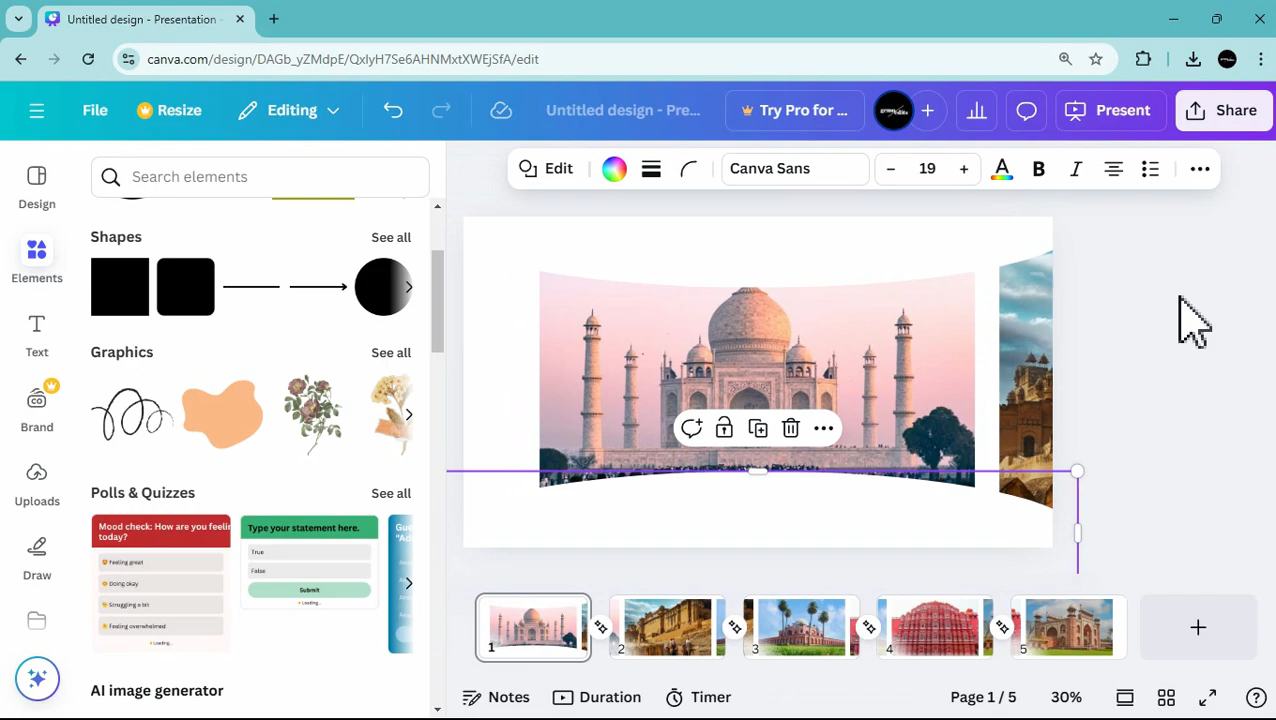 Untitled design - Presentation
canva.com/design/DAGb_yZMdpE/QxIyH7Se6AHNMxtXWEjSfA/edit
File
Resize
Editing
Untitled design - Pre...
Try Pro for ...
Present
Share
Design
Elements
Text
Brand
Uploads
Draw
Search elements
Shapes
See all
Graphics
See all
Polls & Quizzes
See all
Mood check: How are you feelin
today?
Feeling great
Doing okay
Struggling a bit
Feeling overwhelmed
Loading...
Type your statement here.
True
False
Submit
Loading...
AI image generator
Edit
Canva Sans
− 19 +
A
B
I
1
2
3
4
5
Notes
Duration
Timer
Page 1 / 5
30%